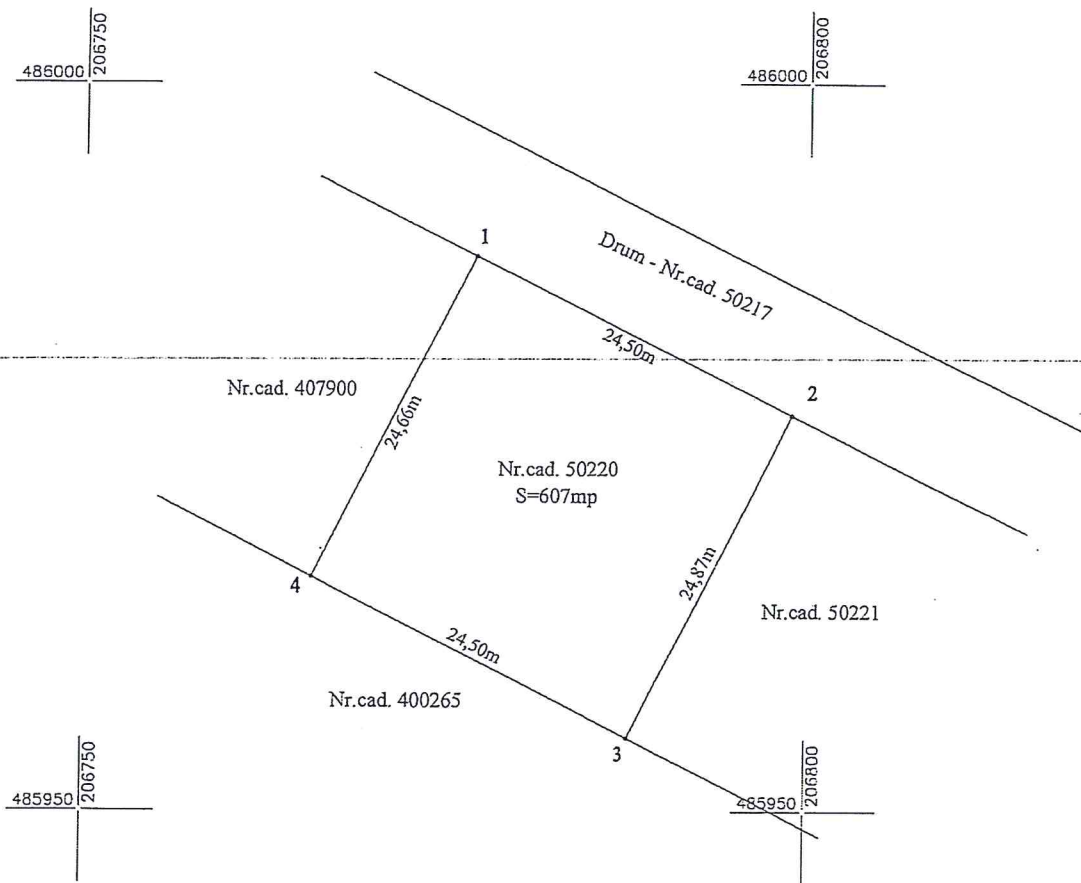 486000
206750
486000
206800
1
Drum - Nr.cad. 50217
24,50m
2
Nr.cad. 407900
24,66m
Nr.cad. 50220
S=607mp
24,87m
4
Nr.cad. 50221
24,50m
Nr.cad. 400265
3
485950
206750
485950
206800